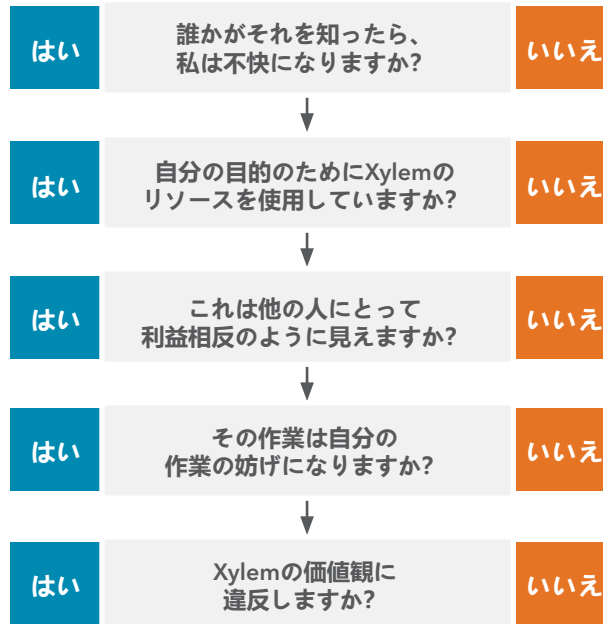 はい
誰かがそれを知ったら、
私は不快になりますか?
いいえ
はい
自分の目的のためにXylemの
リソースを使用していますか?
いいえ
はい
これは他の人にとって
利益相反のように見えますか?
いいえ
はい
その作業は自分の
作業の妨げになりますか?
いいえ
はい
Xylemの価値観に
違反しますか?
いいえ